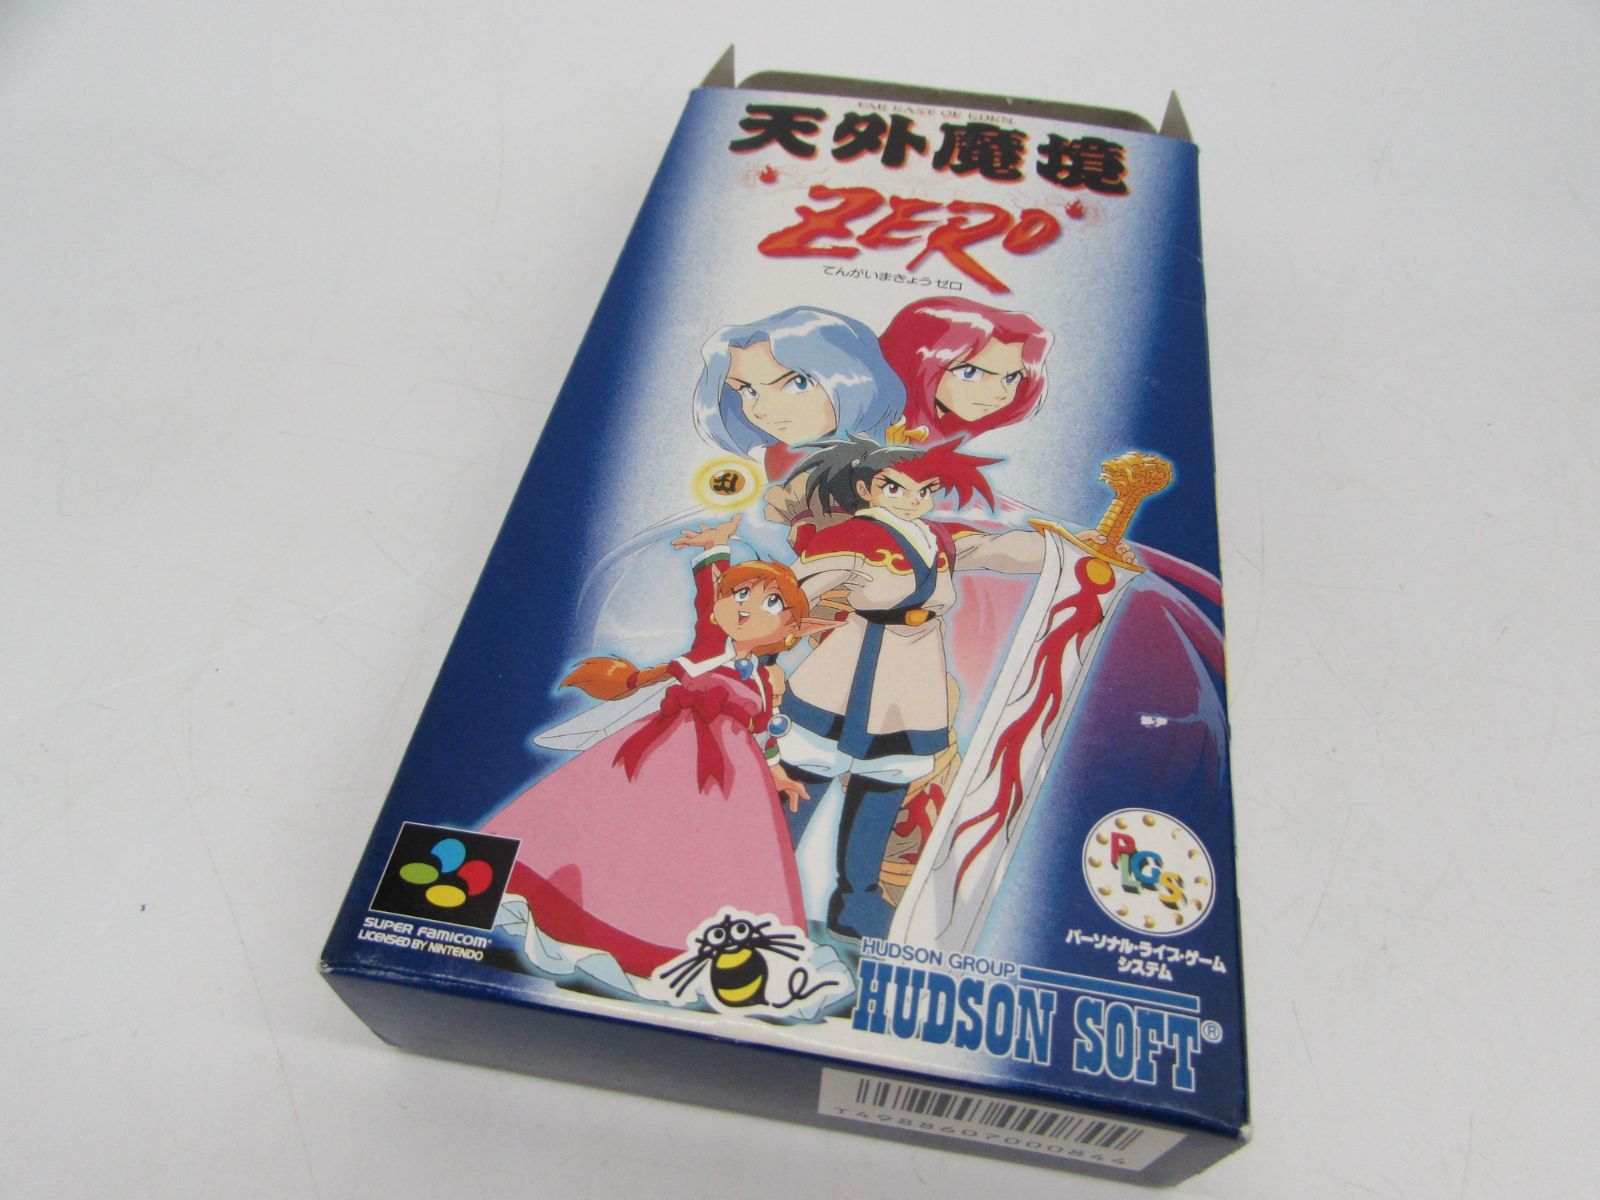 FAR EAST OF EDEN
天外魔境
ZERO
てんがいまきょう ゼロ
PLGS
パーソナル・ライブ・ゲーム
システム
SUPER FAMICOM
LICENSED BY NINTENDO
HUDSON GROUP
HUDSON SOFT®
T4988607000844